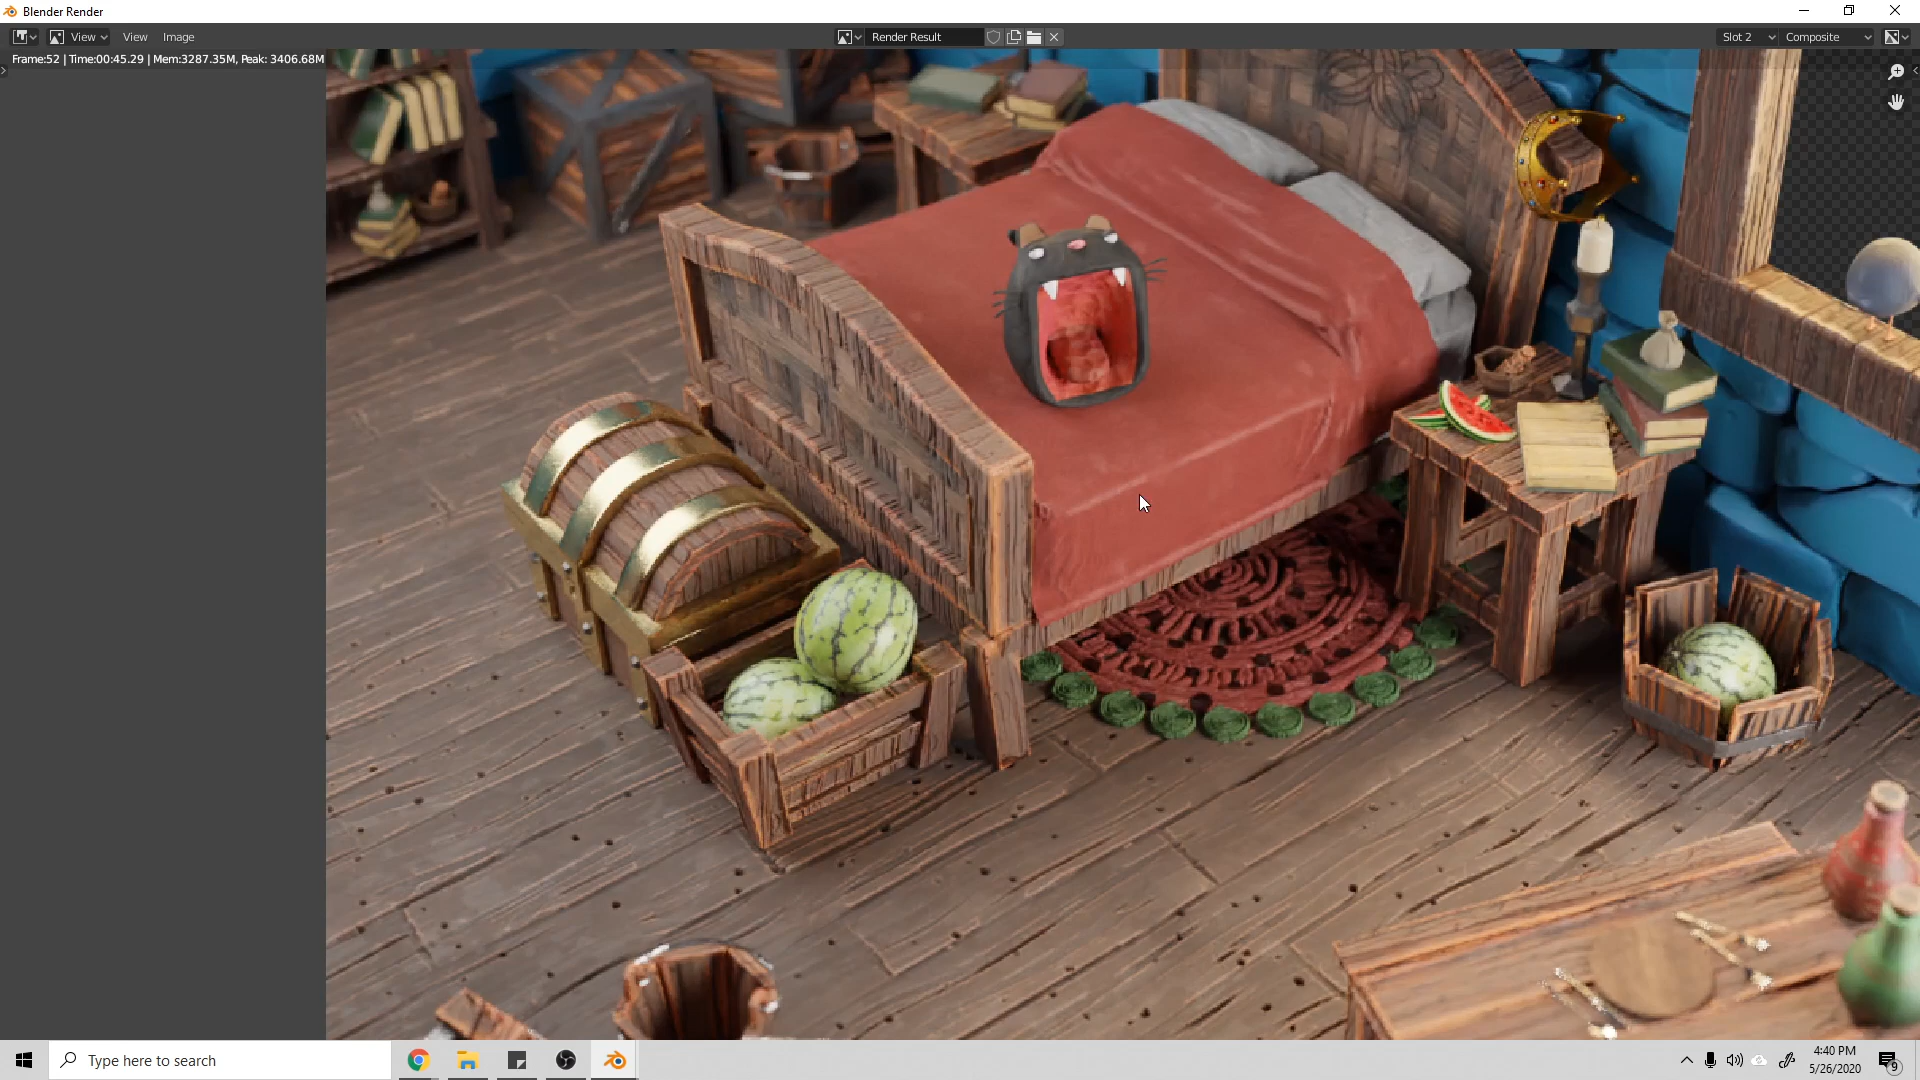 Blender Render
View
View
Image
Render Result
Slot 2
Composite
Frame:52 | Time:00:45.29 | Mem:3287.35M, Peak: 3406.68M
Type here to search
4:40 PM
5/26/2020
9